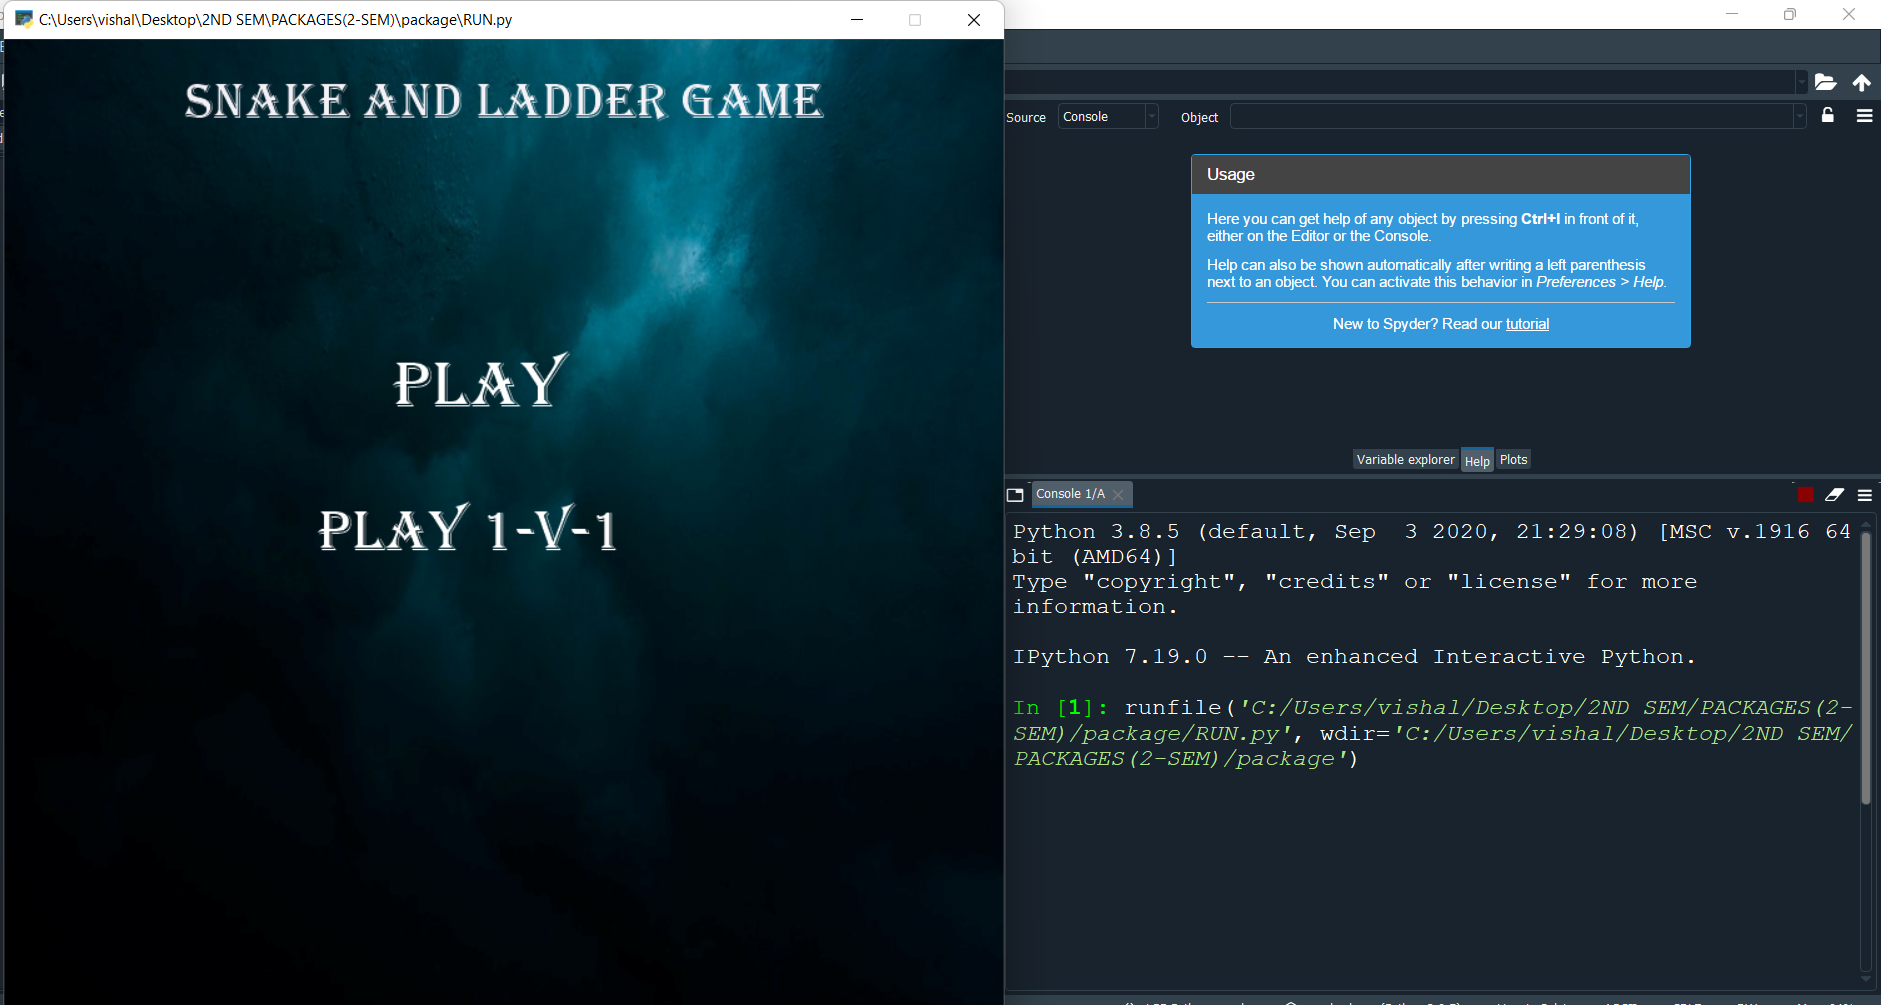 C:\Users\vishal\Desktop\2ND SEM\PACKAGES(2-SEM)\package\RUN.py
SNAKE AND LADDER GAME
PLAY
PLAY 1-V-1
Source Console Object
Usage
Here you can get help of any object by pressing Ctrl+I in front of it,
either on the Editor or the Console.
Help can also be shown automatically after writing a left parenthesis
next to an object. You can activate this behavior in Preferences > Help.
New to Spyder? Read our tutorial
Variable explorer Help Plots
Console 1/A
Python 3.8.5 (default, Sep  3 2020, 21:29:08) [MSC v.1916 64
bit (AMD64)]
Type "copyright", "credits" or "license" for more
information.
IPython 7.19.0 -- An enhanced Interactive Python.
In [1]: runfile('C:/Users/vishal/Desktop/2ND SEM/PACKAGES(2-
SEM)/package/RUN.py', wdir='C:/Users/vishal/Desktop/2ND SEM/
PACKAGES(2-SEM)/package')